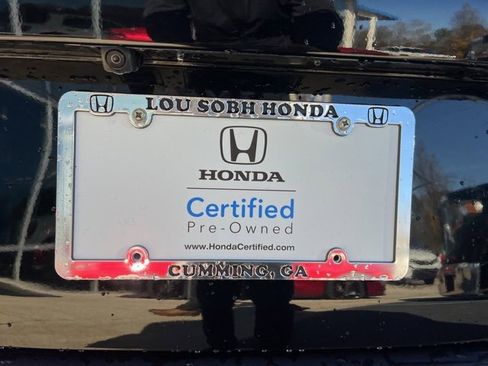 LOU SOBH HONDA
HONDA
Certified
Pre-Owned
www.HondaCertified.com
CUMMING, GA